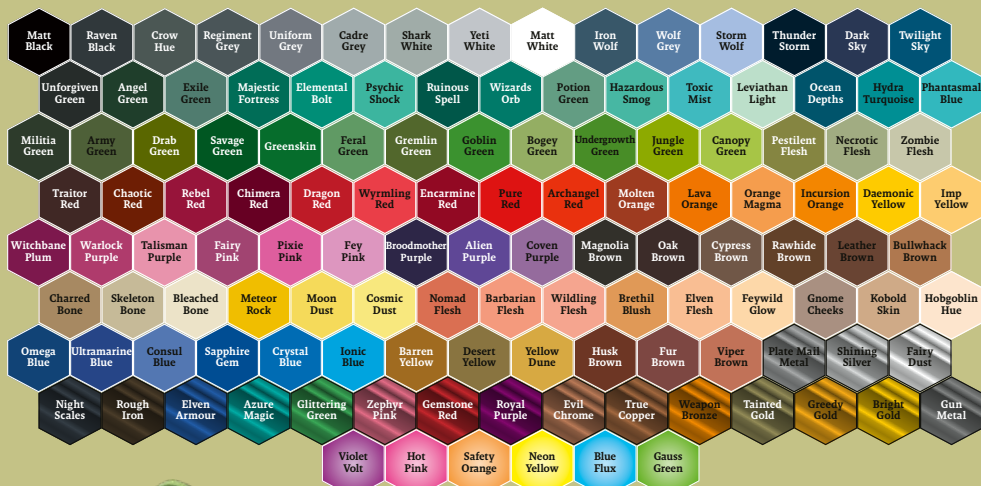 Matt Black
Raven Black
Crow Hue
Regiment Grey
Uniform Grey
Cadre Grey
Shark White
Yeti White
Matt White
Iron Wolf
Wolf Grey
Storm Wolf
Thunder Storm
Dark Sky
Twilight Sky
Unforgiven Green
Angel Green
Exile Green
Majestic Fortress
Elemental Bolt
Psychic Shock
Ruinous Spell
Wizards Orb
Potion Green
Hazardous Smog
Toxic Mist
Leviathan Light
Ocean Depths
Hydra Turquoise
Phantasmal Blue
Militia Green
Army Green
Drab Green
Savage Green
Greenskin
Feral Green
Gremlin Green
Goblin Green
Bogey Green
Undergrowth Green
Jungle Green
Canopy Green
Pestilent Flesh
Necrotic Flesh
Zombie Flesh
Traitor Red
Chaotic Red
Rebel Red
Chimera Red
Dragon Red
Wyrmling Red
Encarmine Red
Pure Red
Archangel Red
Molten Orange
Lava Orange
Orange Magma
Incursion Orange
Daemonic Yellow
Imp Yellow
Witchbane Plum
Warlock Purple
Talisman Purple
Fairy Pink
Pixie Pink
Fey Pink
Broodmother Purple
Alien Purple
Coven Purple
Magnolia Brown
Oak Brown
Cypress Brown
Rawhide Brown
Leather Brown
Bullwhack Brown
Charred Bone
Skeleton Bone
Bleached Bone
Meteor Rock
Moon Dust
Cosmic Dust
Nomad Flesh
Barbarian Flesh
Wildling Flesh
Brethil Blush
Elven Flesh
Feywild Glow
Gnome Cheeks
Kobold Skin
Hobgoblin Hue
Omega Blue
Ultramarine Blue
Consul Blue
Sapphire Gem
Crystal Blue
Ionic Blue
Barren Yellow
Desert Yellow
Yellow Dune
Husk Brown
Fur Brown
Viper Brown
Plate Mail Metal
Shining Silver
Fairy Dust
Night Scales
Rough Iron
Elven Armour
Azure Magic
Glittering Green
Zephyr Pink
Gemstone Red
Royal Purple
Evil Chrome
True Copper
Weapon Bronze
Tainted Gold
Greedy Gold
Bright Gold
Gun Metal
Violet Volt
Hot Pink
Safety Orange
Neon Yellow
Blue Flux
Gauss Green